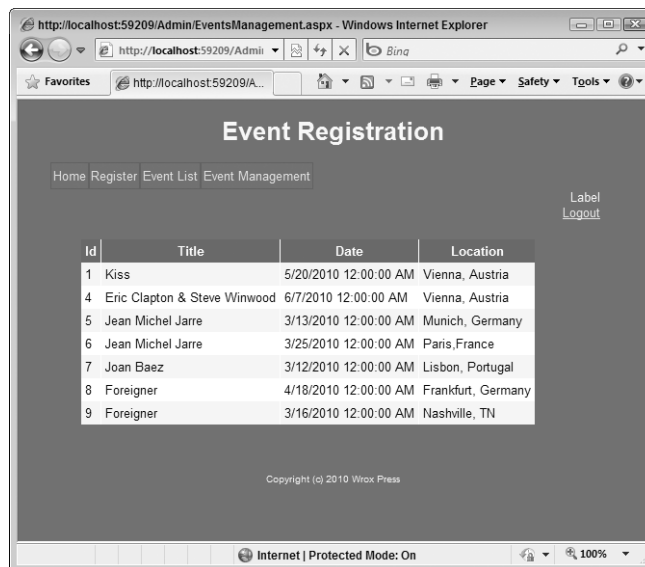 http://localhost:59209/Admin/EventsManagement.aspx - Windows Internet Explorer
http://localhost:59209/Admi Bing
Favorites http://localhost:59209/A... Page Safety Tools
Event Registration
Home Register Event List Event Management
Label
Logout
Id Title Date Location
1 Kiss 5/20/2010 12:00:00 AM Vienna, Austria
4 Eric Clapton & Steve Winwood 6/7/2010 12:00:00 AM Vienna, Austria
5 Jean Michel Jarre 3/13/2010 12:00:00 AM Munich, Germany
6 Jean Michel Jarre 3/25/2010 12:00:00 AM Paris,France
7 Joan Baez 3/12/2010 12:00:00 AM Lisbon, Portugal
8 Foreigner 4/18/2010 12:00:00 AM Frankfurt, Germany
9 Foreigner 3/16/2010 12:00:00 AM Nashville, TN
Copyright (c) 2010 Wrox Press
Internet | Protected Mode: On 100%